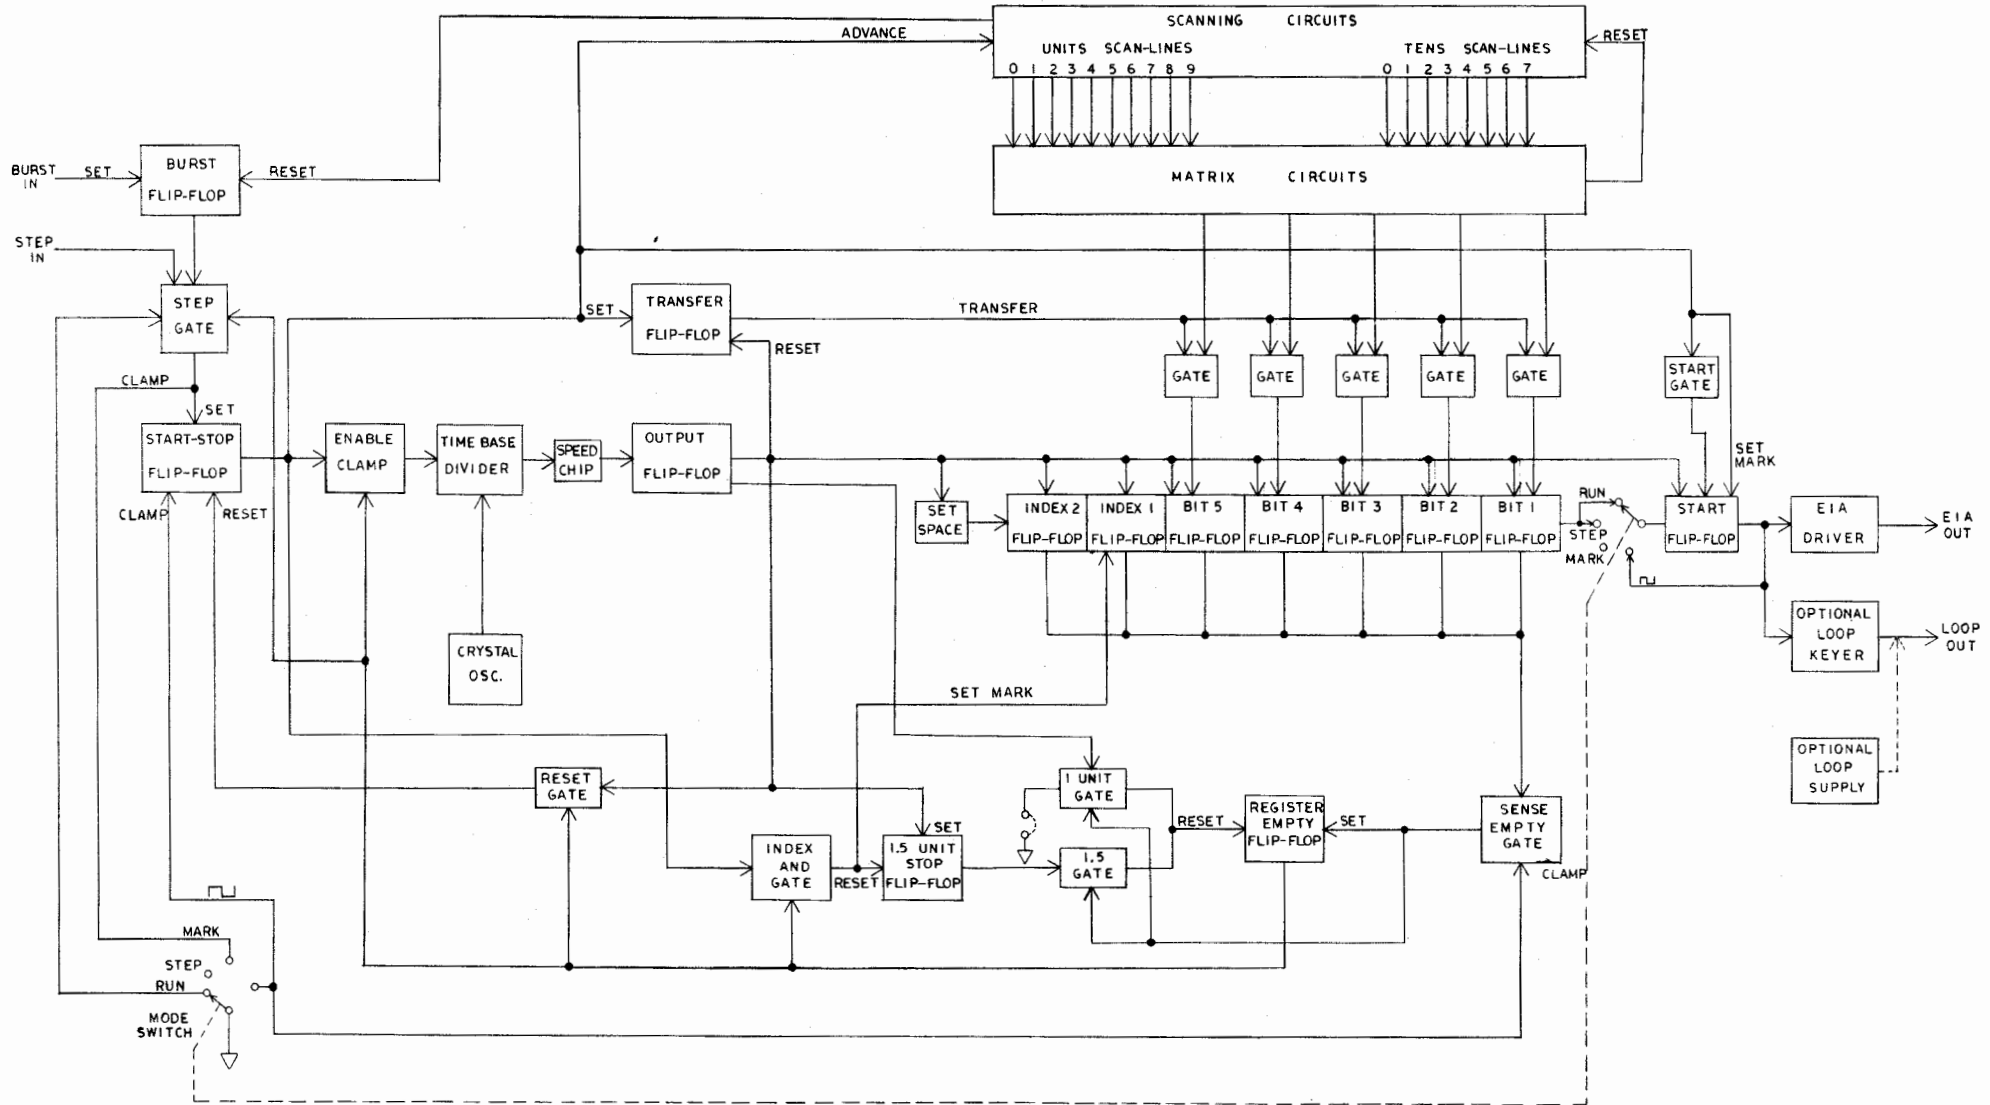 SCANNING CIRCUITS
ADVANCE
RESET
UNITS SCAN-LINES
TENS SCAN-LINES
0 1 2 3 4 5 6 7 8 9
0 1 2 3 4 5 6 7
BURST
IN
SET
BURST
FLIP-FLOP
RESET
MATRIX CIRCUITS
STEP
IN
STEP
GATE
SET
TRANSFER
FLIP-FLOP
TRANSFER
RESET
GATE
GATE
GATE
GATE
GATE
START
GATE
CLAMP
SET
START-STOP
FLIP-FLOP
ENABLE
CLAMP
TIME BASE
DIVIDER
SPEED
CHIP
OUTPUT
FLIP-FLOP
SET
MARK
CLAMP
RESET
SET
SPACE
INDEX 2
FLIP-FLOP
INDEX 1
FLIP-FLOP
BIT 5
FLIP-FLOP
BIT 4
FLIP-FLOP
BIT 3
FLIP-FLOP
BIT 2
FLIP-FLOP
BIT 1
FLIP-FLOP
RUN
STEP
MARK
START
FLIP-FLOP
EIA
DRIVER
EIA
OUT
CRYSTAL
OSC.
OPTIONAL
LOOP
KEYER
LOOP
OUT
SET MARK
OPTIONAL
LOOP
SUPPLY
RESET
GATE
1 UNIT
GATE
INDEX
AND
GATE
RESET
SET
1.5 UNIT
STOP
FLIP-FLOP
1.5
GATE
RESET
REGISTER
EMPTY
FLIP-FLOP
SET
SENSE
EMPTY
GATE
CLAMP
MARK
STEP
RUN
MODE
SWITCH